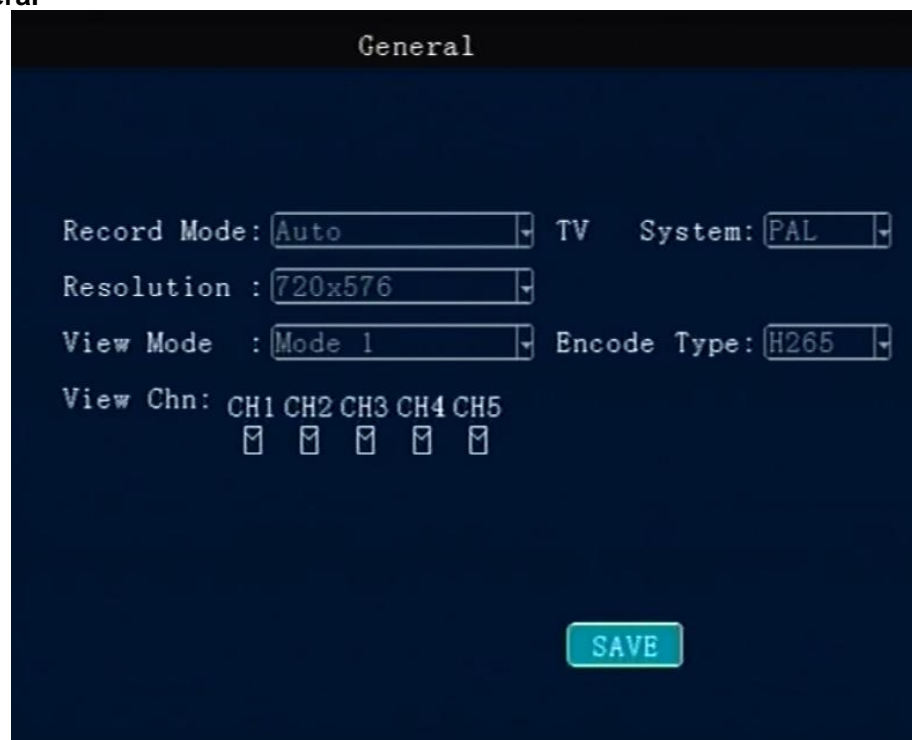 General
Record Mode: Auto TV System: PAL
Resolution : 720x576
View Mode : Mode 1 Encode Type: H265
View Chn: CH1 CH2 CH3 CH4 CH5
SAVE